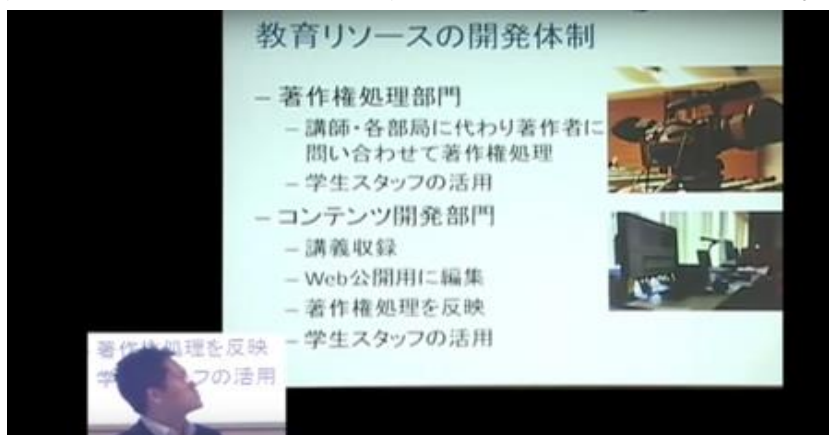 教育リソースの開発体制
– 著作権処理部門
– 講師・各部局に代わり著作者に
問い合わせて著作権処理
– 学生スタッフの活用
– コンテンツ開発部門
– 講義収録
– Web公開用に編集
– 著作権処理を反映
– 学生スタッフの活用
著作 処理を反映
学 フの活用